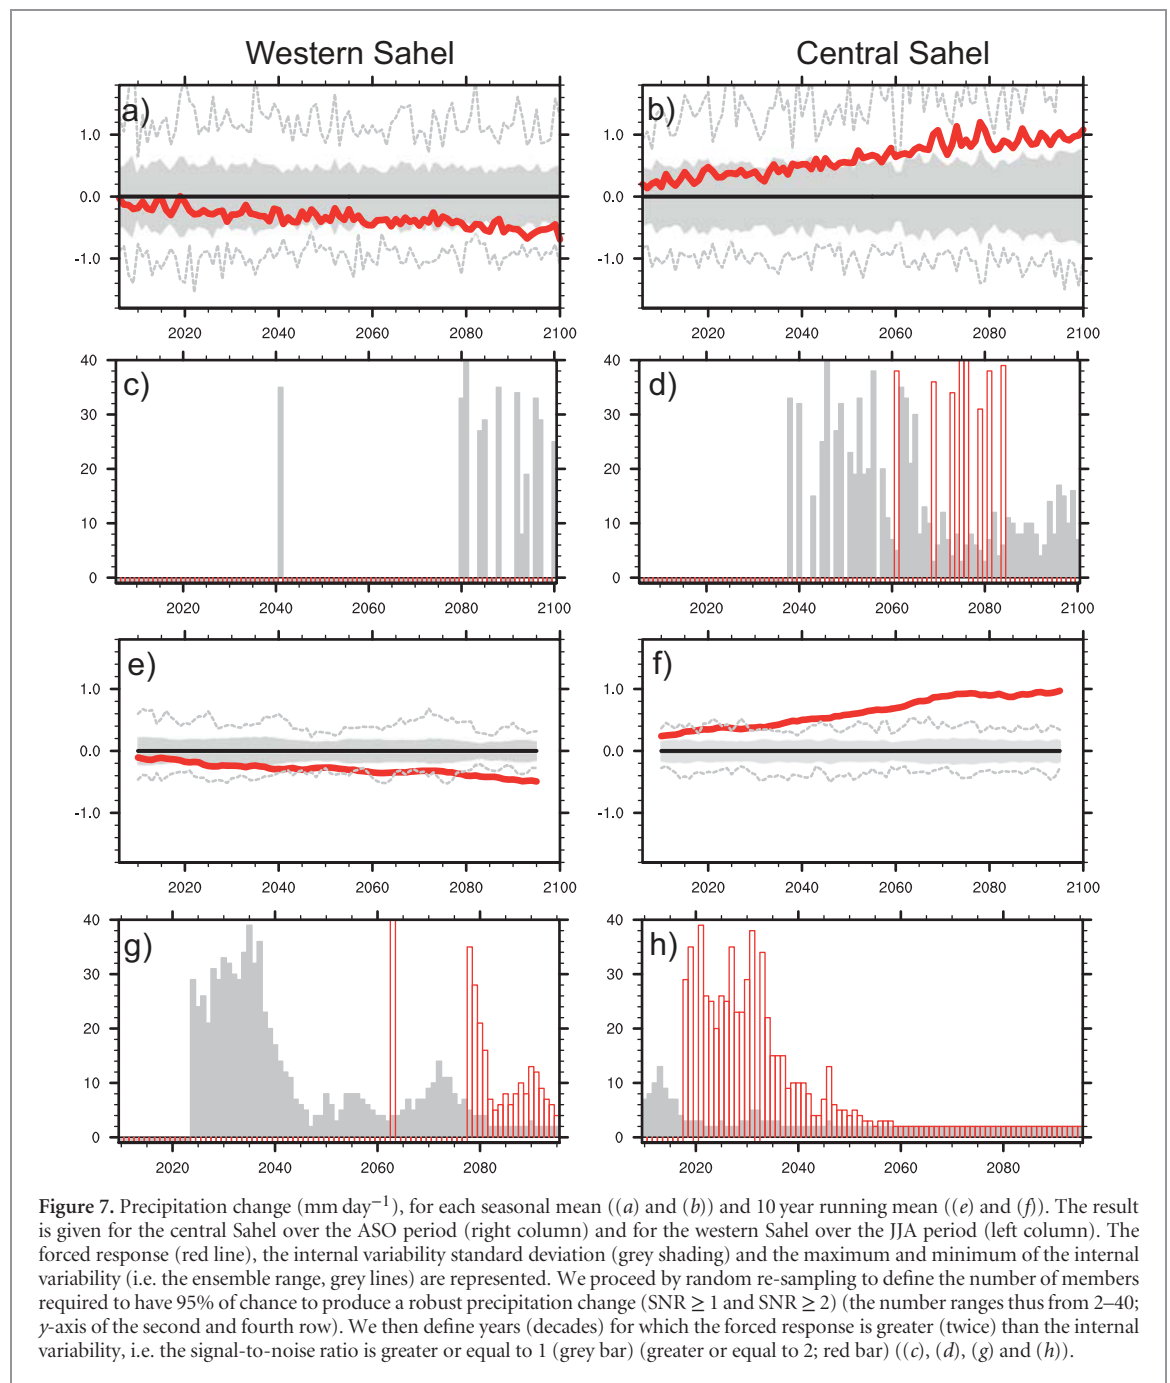 Western Sahel
Central Sahel
a)
1.0
0.0
-1.0
2020 2040 2060 2080 2100
b)
1.0
0.0
-1.0
2020 2040 2060 2080 2100
c)
40
30
20
10
0
2020 2040 2060 2080 2100
d)
40
30
20
10
0
2020 2040 2060 2080 2100
e)
1.0
0.0
-1.0
2020 2040 2060 2080 2100
f)
1.0
0.0
-1.0
2020 2040 2060 2080 2100
g)
40
30
20
10
0
2020 2040 2060 2080
h)
40
30
20
10
0
2020 2040 2060 2080
Figure 7. Precipitation change (mm day−1), for each seasonal mean ((a) and (b)) and 10 year running mean ((e) and (f)). The result
is given for the central Sahel over the ASO period (right column) and for the western Sahel over the JJA period (left column). The
forced response (red line), the internal variability standard deviation (grey shading) and the maximum and minimum of the internal
variability (i.e. the ensemble range, grey lines) are represented. We proceed by random re-sampling to define the number of members
required to have 95% of chance to produce a robust precipitation change (SNR ≥ 1 and SNR ≥ 2) (the number ranges thus from 2–40;
y-axis of the second and fourth row). We then define years (decades) for which the forced response is greater (twice) than the internal
variability, i.e. the signal-to-noise ratio is greater or equal to 1 (grey bar) (greater or equal to 2; red bar) ((c), (d), (g) and (h)).